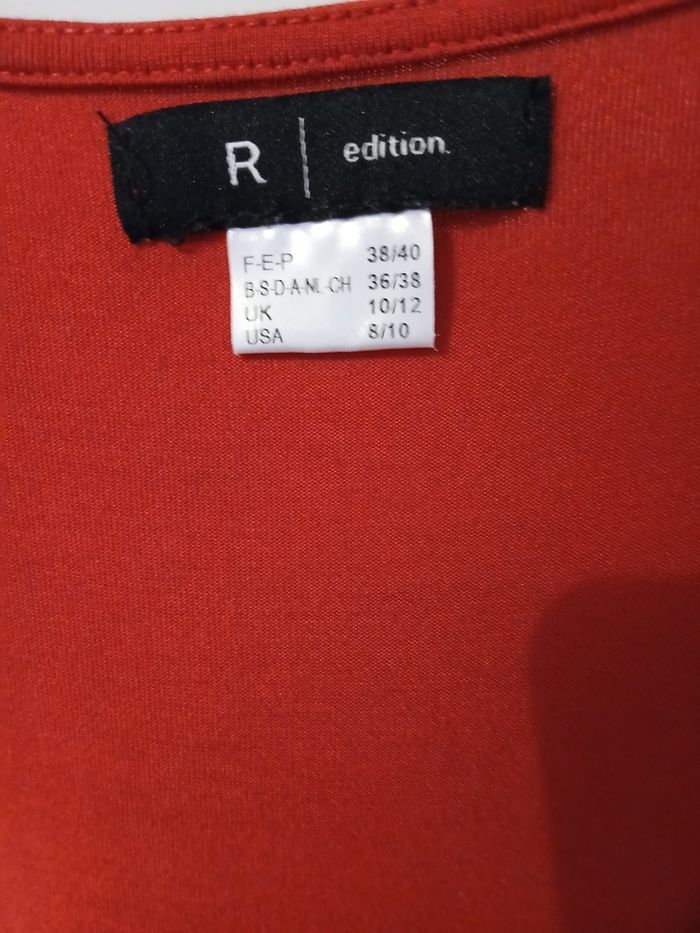 R | edition.
F-E-P 38/40
B-S-D-A-NL-CH 36/38
UK 10/12
USA 8/10